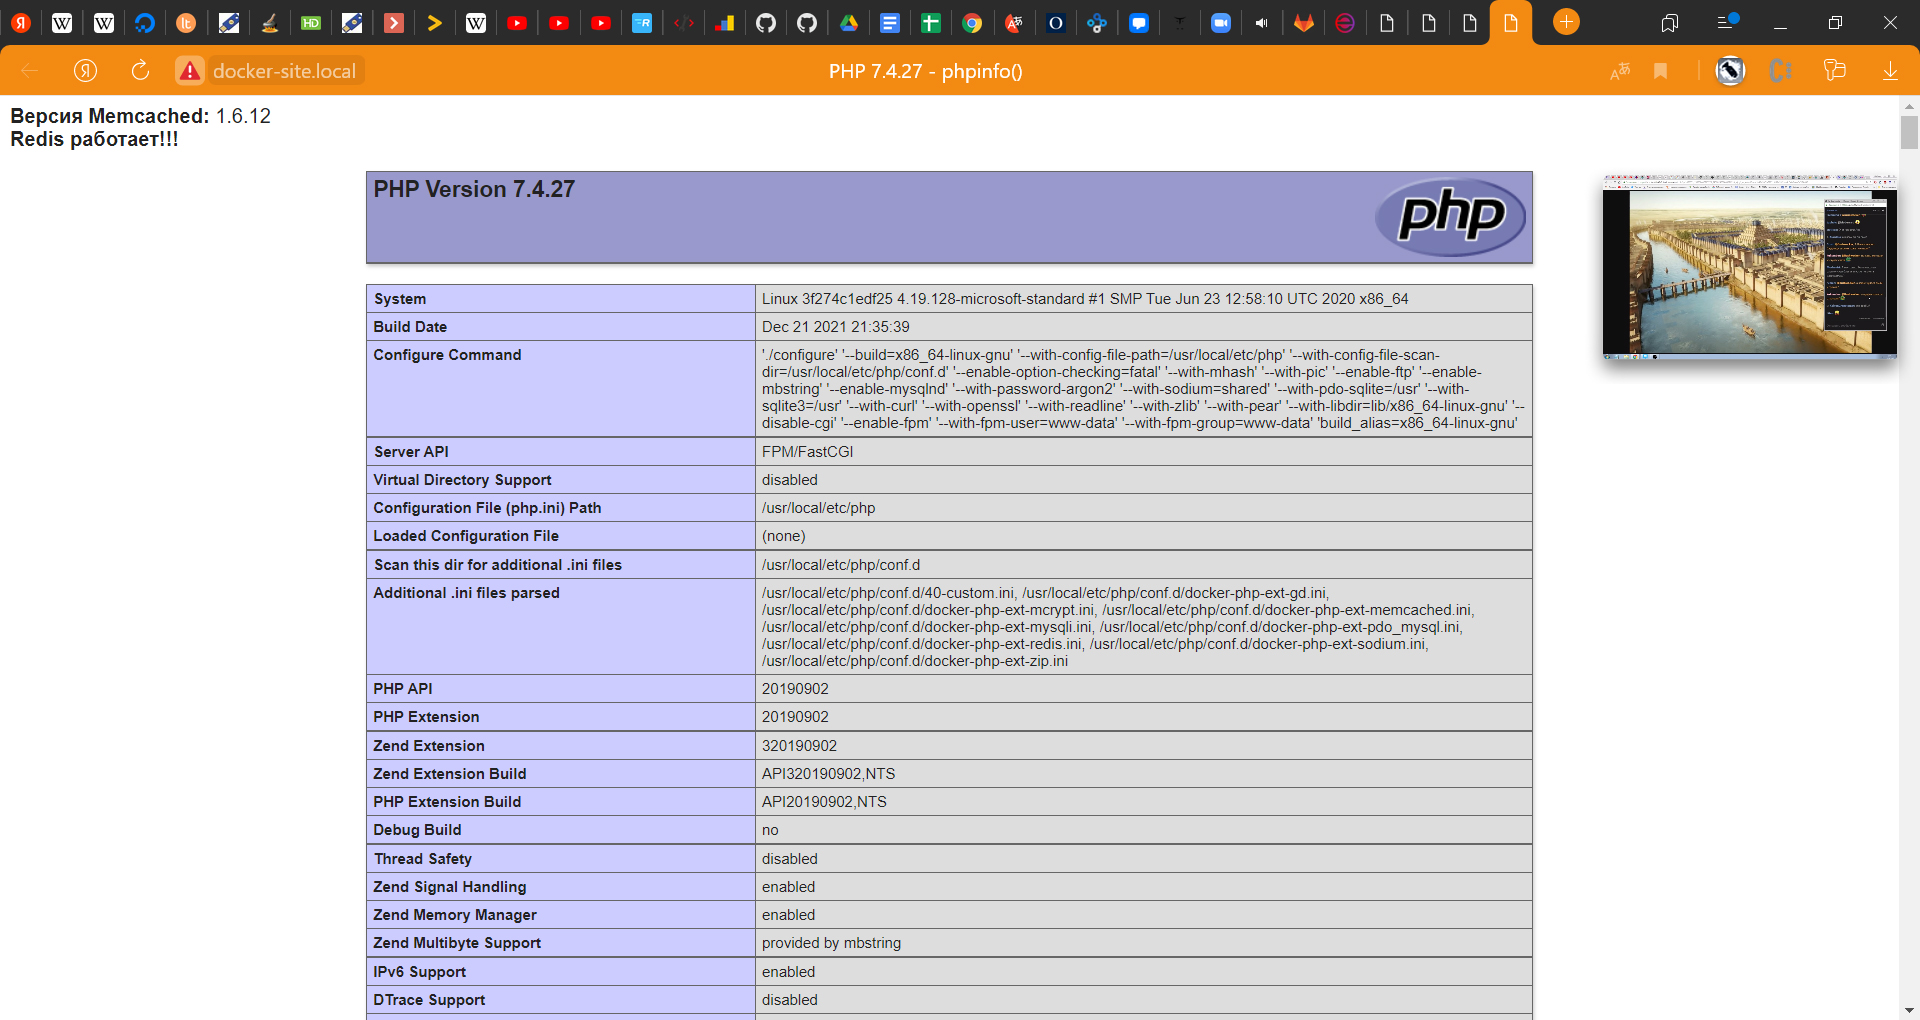 docker-site.local
PHP 7.4.27 - phpinfo()
Версия Memcached: 1.6.12
Redis работает!!!
PHP Version 7.4.27
php
System
Linux 3f274c1edf25 4.19.128-microsoft-standard #1 SMP Tue Jun 23 12:58:10 UTC 2020 x86_64
Build Date
Dec 21 2021 21:35:39
Configure Command
'./configure' '--build=x86_64-linux-gnu' '--with-config-file-path=/usr/local/etc/php' '--with-config-file-scan-
dir=/usr/local/etc/php/conf.d' '--enable-option-checking=fatal' '--with-mhash' '--with-pic' '--enable-ftp' '--enable-
mbstring' '--enable-mysqlnd' '--with-password-argon2' '--with-sodium=shared' '--with-pdo-sqlite=/usr' '--with-
sqlite3=/usr' '--with-curl' '--with-openssl' '--with-readline' '--with-zlib' '--with-pear' '--with-libdir=lib/x86_64-linux-gnu' '--
disable-cgi' '--enable-fpm' '--with-fpm-user=www-data' '--with-fpm-group=www-data' 'build_alias=x86_64-linux-gnu'
Server API
FPM/FastCGI
Virtual Directory Support
disabled
Configuration File (php.ini) Path
/usr/local/etc/php
Loaded Configuration File
(none)
Scan this dir for additional .ini files
/usr/local/etc/php/conf.d
Additional .ini files parsed
/usr/local/etc/php/conf.d/40-custom.ini, /usr/local/etc/php/conf.d/docker-php-ext-gd.ini,
/usr/local/etc/php/conf.d/docker-php-ext-mcrypt.ini, /usr/local/etc/php/conf.d/docker-php-ext-memcached.ini,
/usr/local/etc/php/conf.d/docker-php-ext-mysqli.ini, /usr/local/etc/php/conf.d/docker-php-ext-pdo_mysql.ini,
/usr/local/etc/php/conf.d/docker-php-ext-redis.ini, /usr/local/etc/php/conf.d/docker-php-ext-sodium.ini,
/usr/local/etc/php/conf.d/docker-php-ext-zip.ini
PHP API
20190902
PHP Extension
20190902
Zend Extension
320190902
Zend Extension Build
API320190902,NTS
PHP Extension Build
API20190902,NTS
Debug Build
no
Thread Safety
disabled
Zend Signal Handling
enabled
Zend Memory Manager
enabled
Zend Multibyte Support
provided by mbstring
IPv6 Support
enabled
DTrace Support
disabled